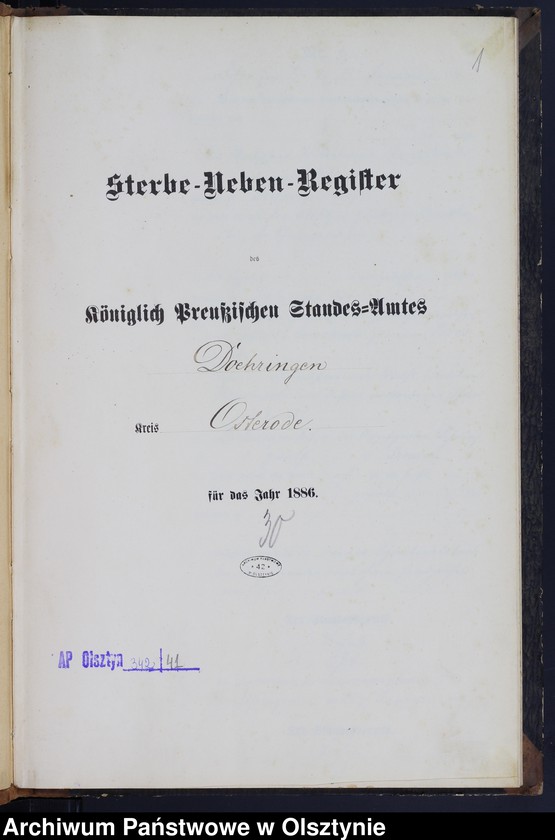 1
Sterbe-Neben-Register
des
Königlich Preußischen Standes-Amtes
Doehringen
Kreis Osterode.
für das Jahr 1886.
30
42
AP Olsztyn 342/41
Archiwum Państwowe w Olsztynie